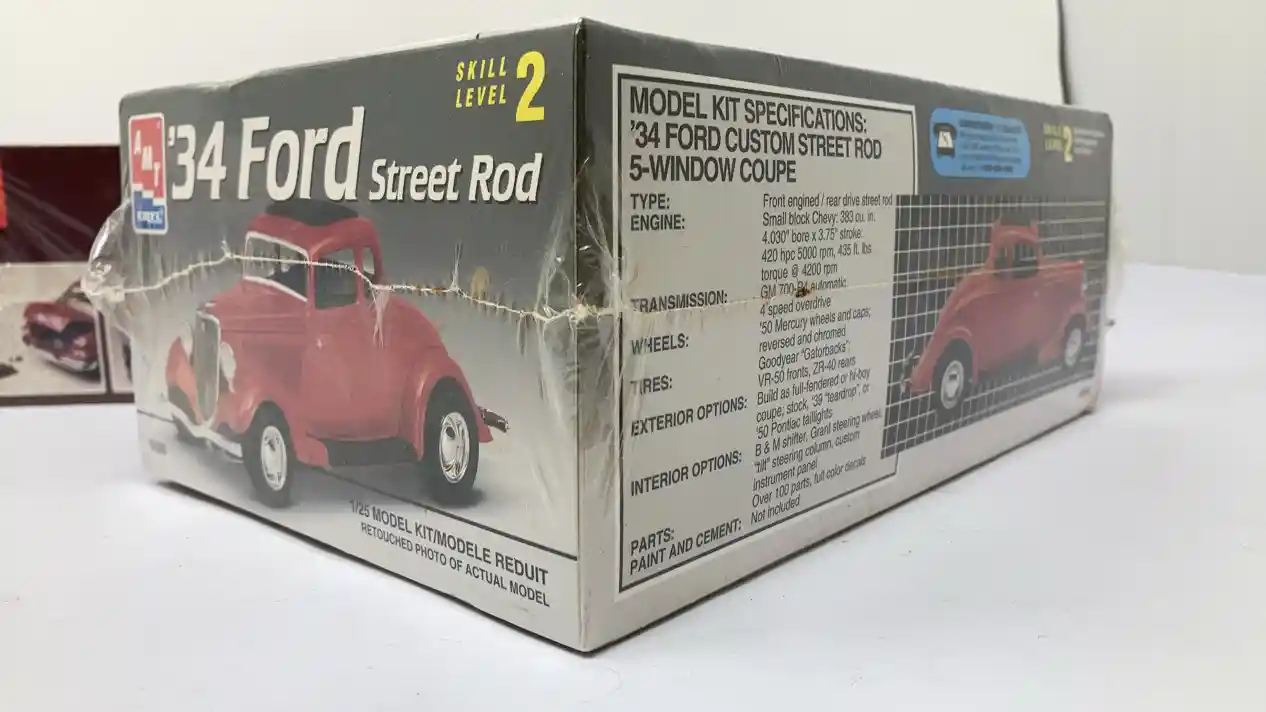 SKILL
LEVEL 2
AMT
ERTL
'34 Ford Street Rod
1/25 MODEL KIT/MODELE REDUIT
RETOUCHED PHOTO OF ACTUAL MODEL
MODEL KIT SPECIFICATIONS:
'34 FORD CUSTOM STREET ROD
5-WINDOW COUPE
TYPE: Front engined / rear drive street rod
ENGINE: Small block Chevy: 383 cu. in.
4.030" bore x 3.75" stroke:
420 hpc 5000 rpm, 435 ft. lbs.
torque @ 4200 rpm
TRANSMISSION: GM 700-R4 automatic
4 speed overdrive
WHEELS: '50 Mercury wheels and caps;
reversed and chromed
TIRES: Goodyear "Gatorbacks";
VR-50 fronts, ZR-40 rears
EXTERIOR OPTIONS: Build as full-fendered or hi-boy
coupe; stock, '39 "teardrop", or
'50 Pontiac taillights
INTERIOR OPTIONS: B & M shifter, Grant steering wheel,
"tilt" steering column, custom
instrument panel
PARTS: Over 100 parts, full color decals
PAINT AND CEMENT: Not included
SKILL
LEVEL 2